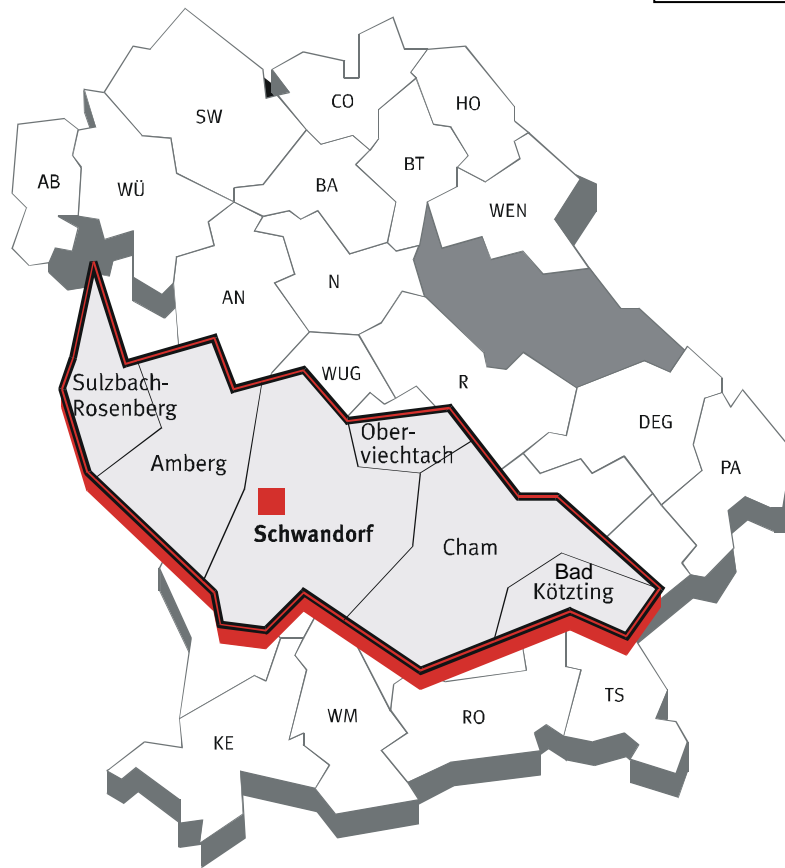 CO
HO
SW
BT
AB
WÜ
BA
WEN
N
AN
WUG
R
Sulzbach-
Rosenberg
DEG
Ober-
viechtach
Amberg
PA
Schwandorf
Cham
Bad
Kötzting
TS
WM
RO
KE